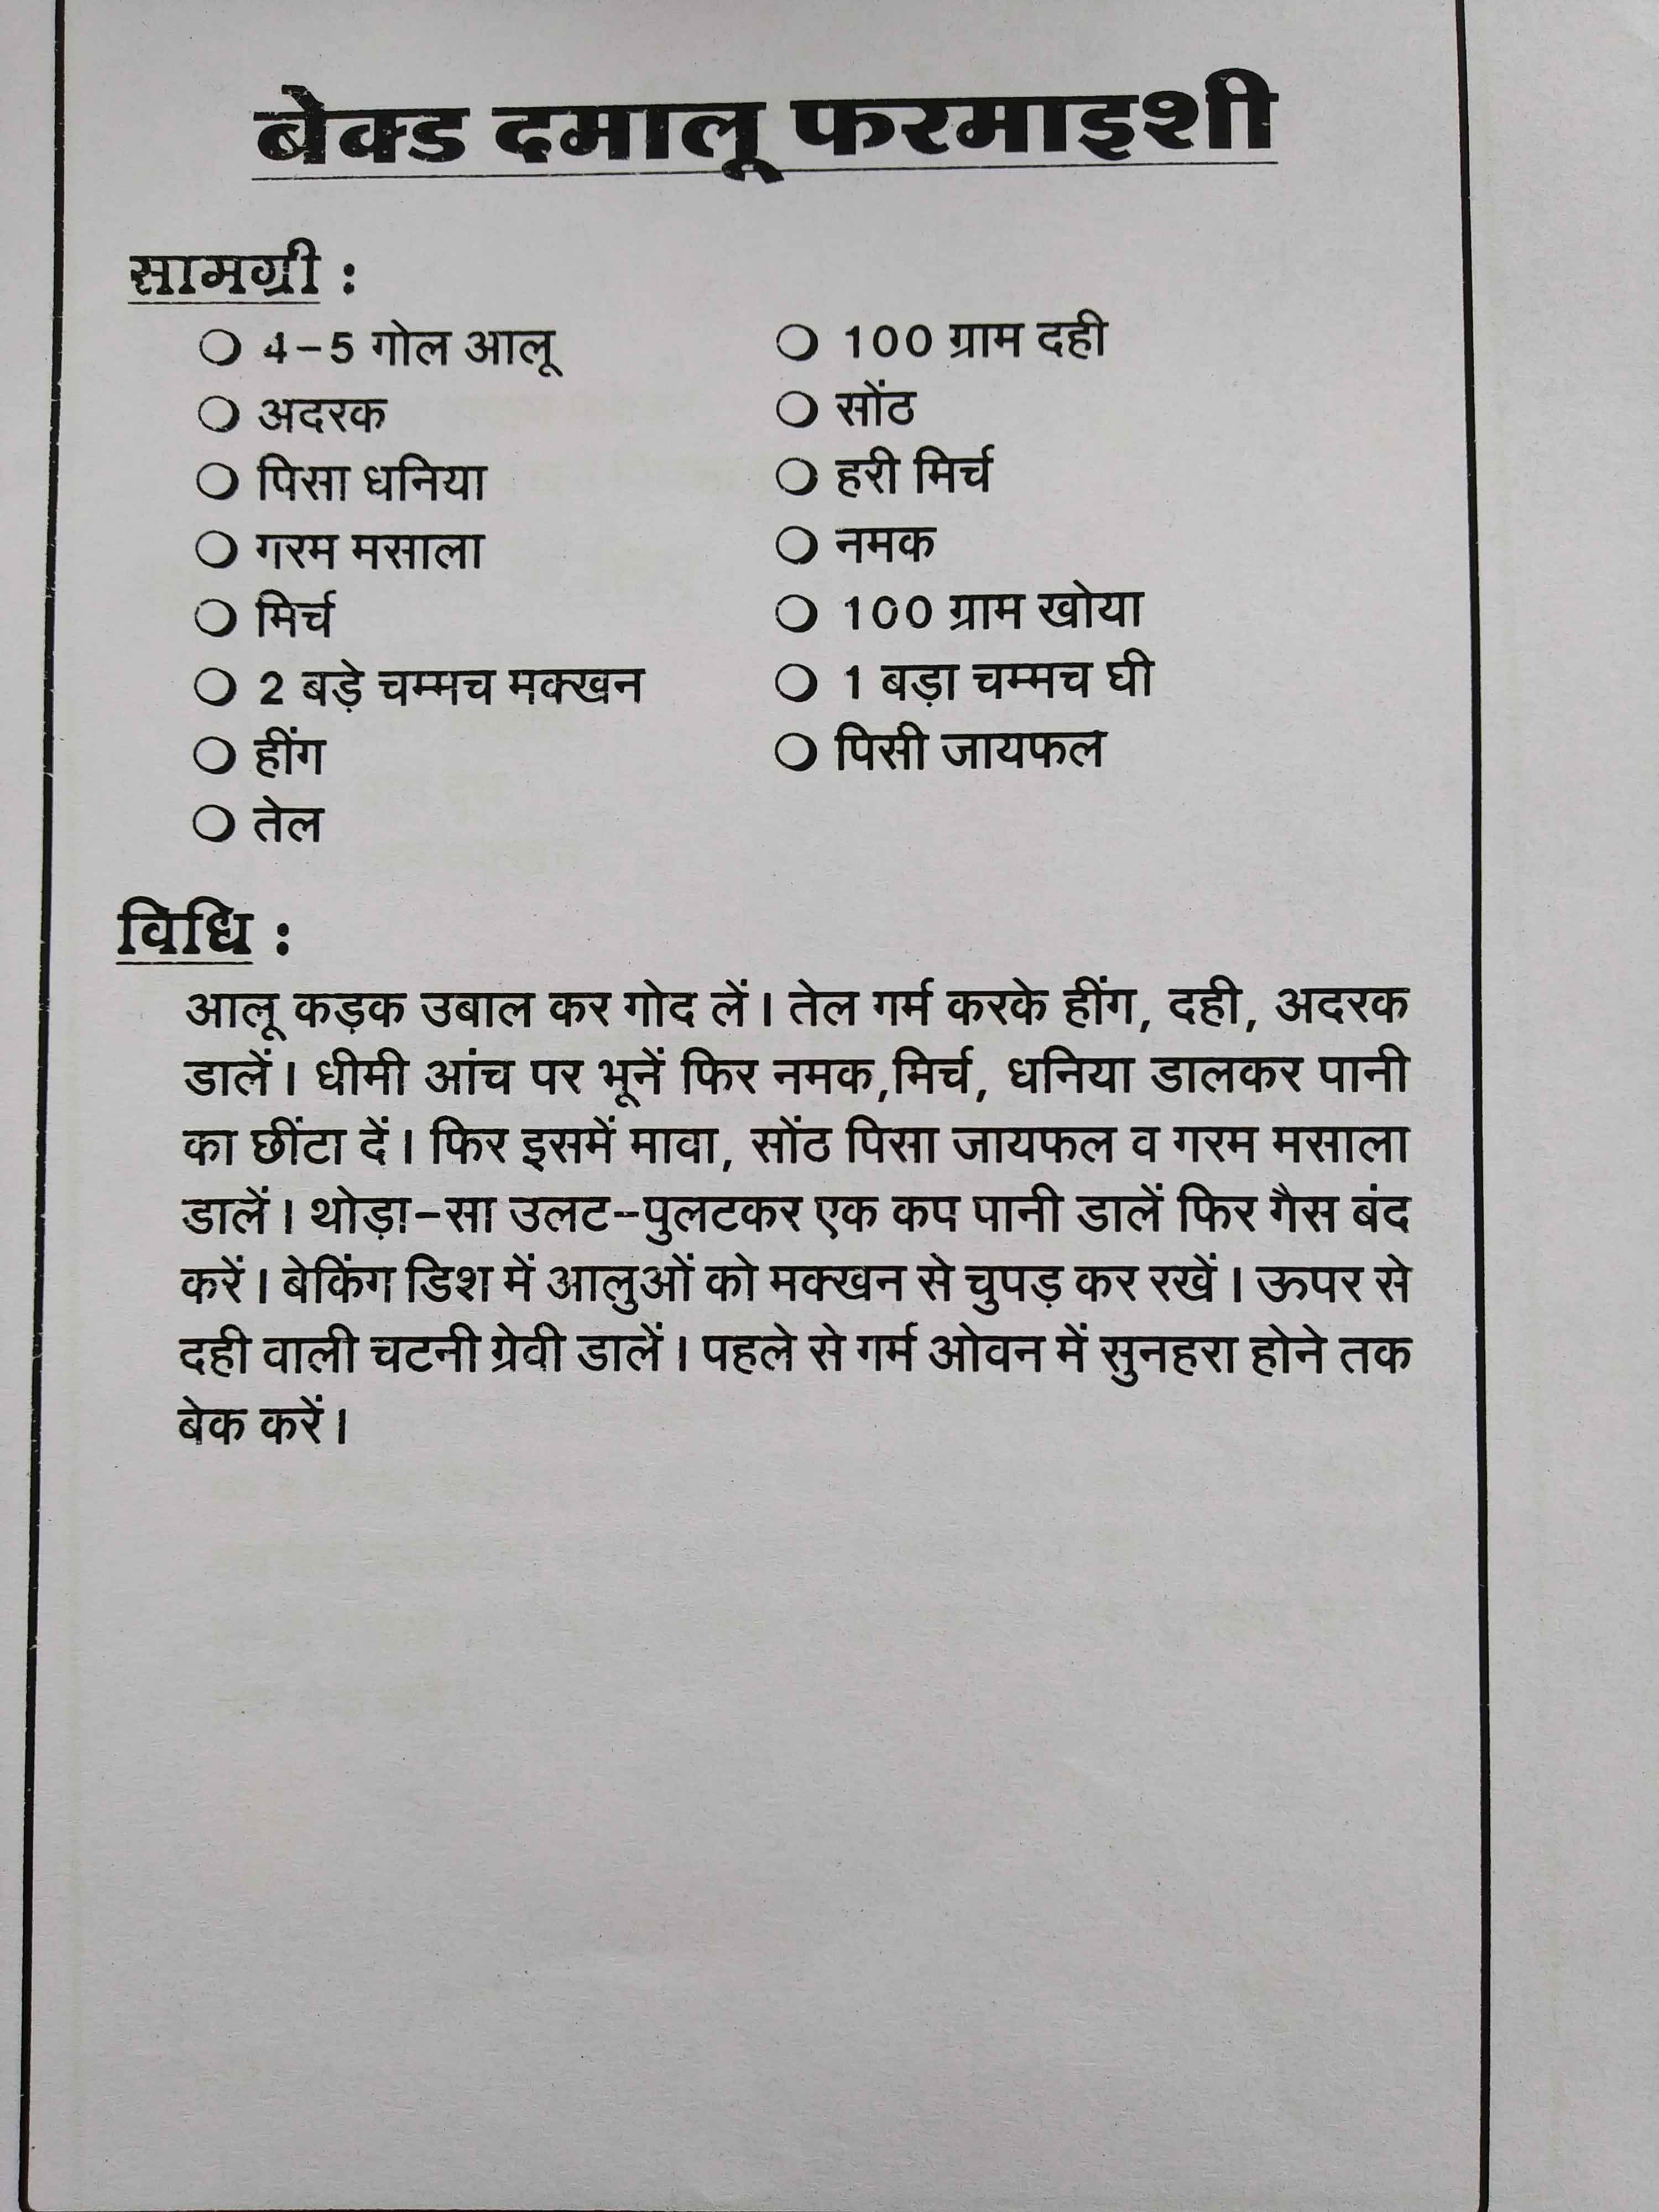 बेक्ड दमालू फरमाइशी
सामग्री :
4-5 गोल आलू
अदरक
पिसा धनिया
गरम मसाला
मिर्च
2 बड़े चम्मच मक्खन
हींग
तेल
100 ग्राम दही
सोंठ
हरी मिर्च
नमक
100 ग्राम खोया
1 बड़ा चम्मच घी
पिसी जायफल
विधि :
आलू कड़क उबाल कर गोद लें। तेल गर्म करके हींग, दही, अदरक
डालें। धीमी आंच पर भूनें फिर नमक,मिर्च, धनिया डालकर पानी
का छींटा दें। फिर इसमें मावा, सोंठ पिसा जायफल व गरम मसाला
डालें। थोड़ा-सा उलट-पुलटकर एक कप पानी डालें फिर गैस बंद
करें। बेकिंग डिश में आलुओं को मक्खन से चुपड़ कर रखें। ऊपर से
दही वाली चटनी ग्रेवी डालें। पहले से गर्म ओवन में सुनहरा होने तक
बेक करें।